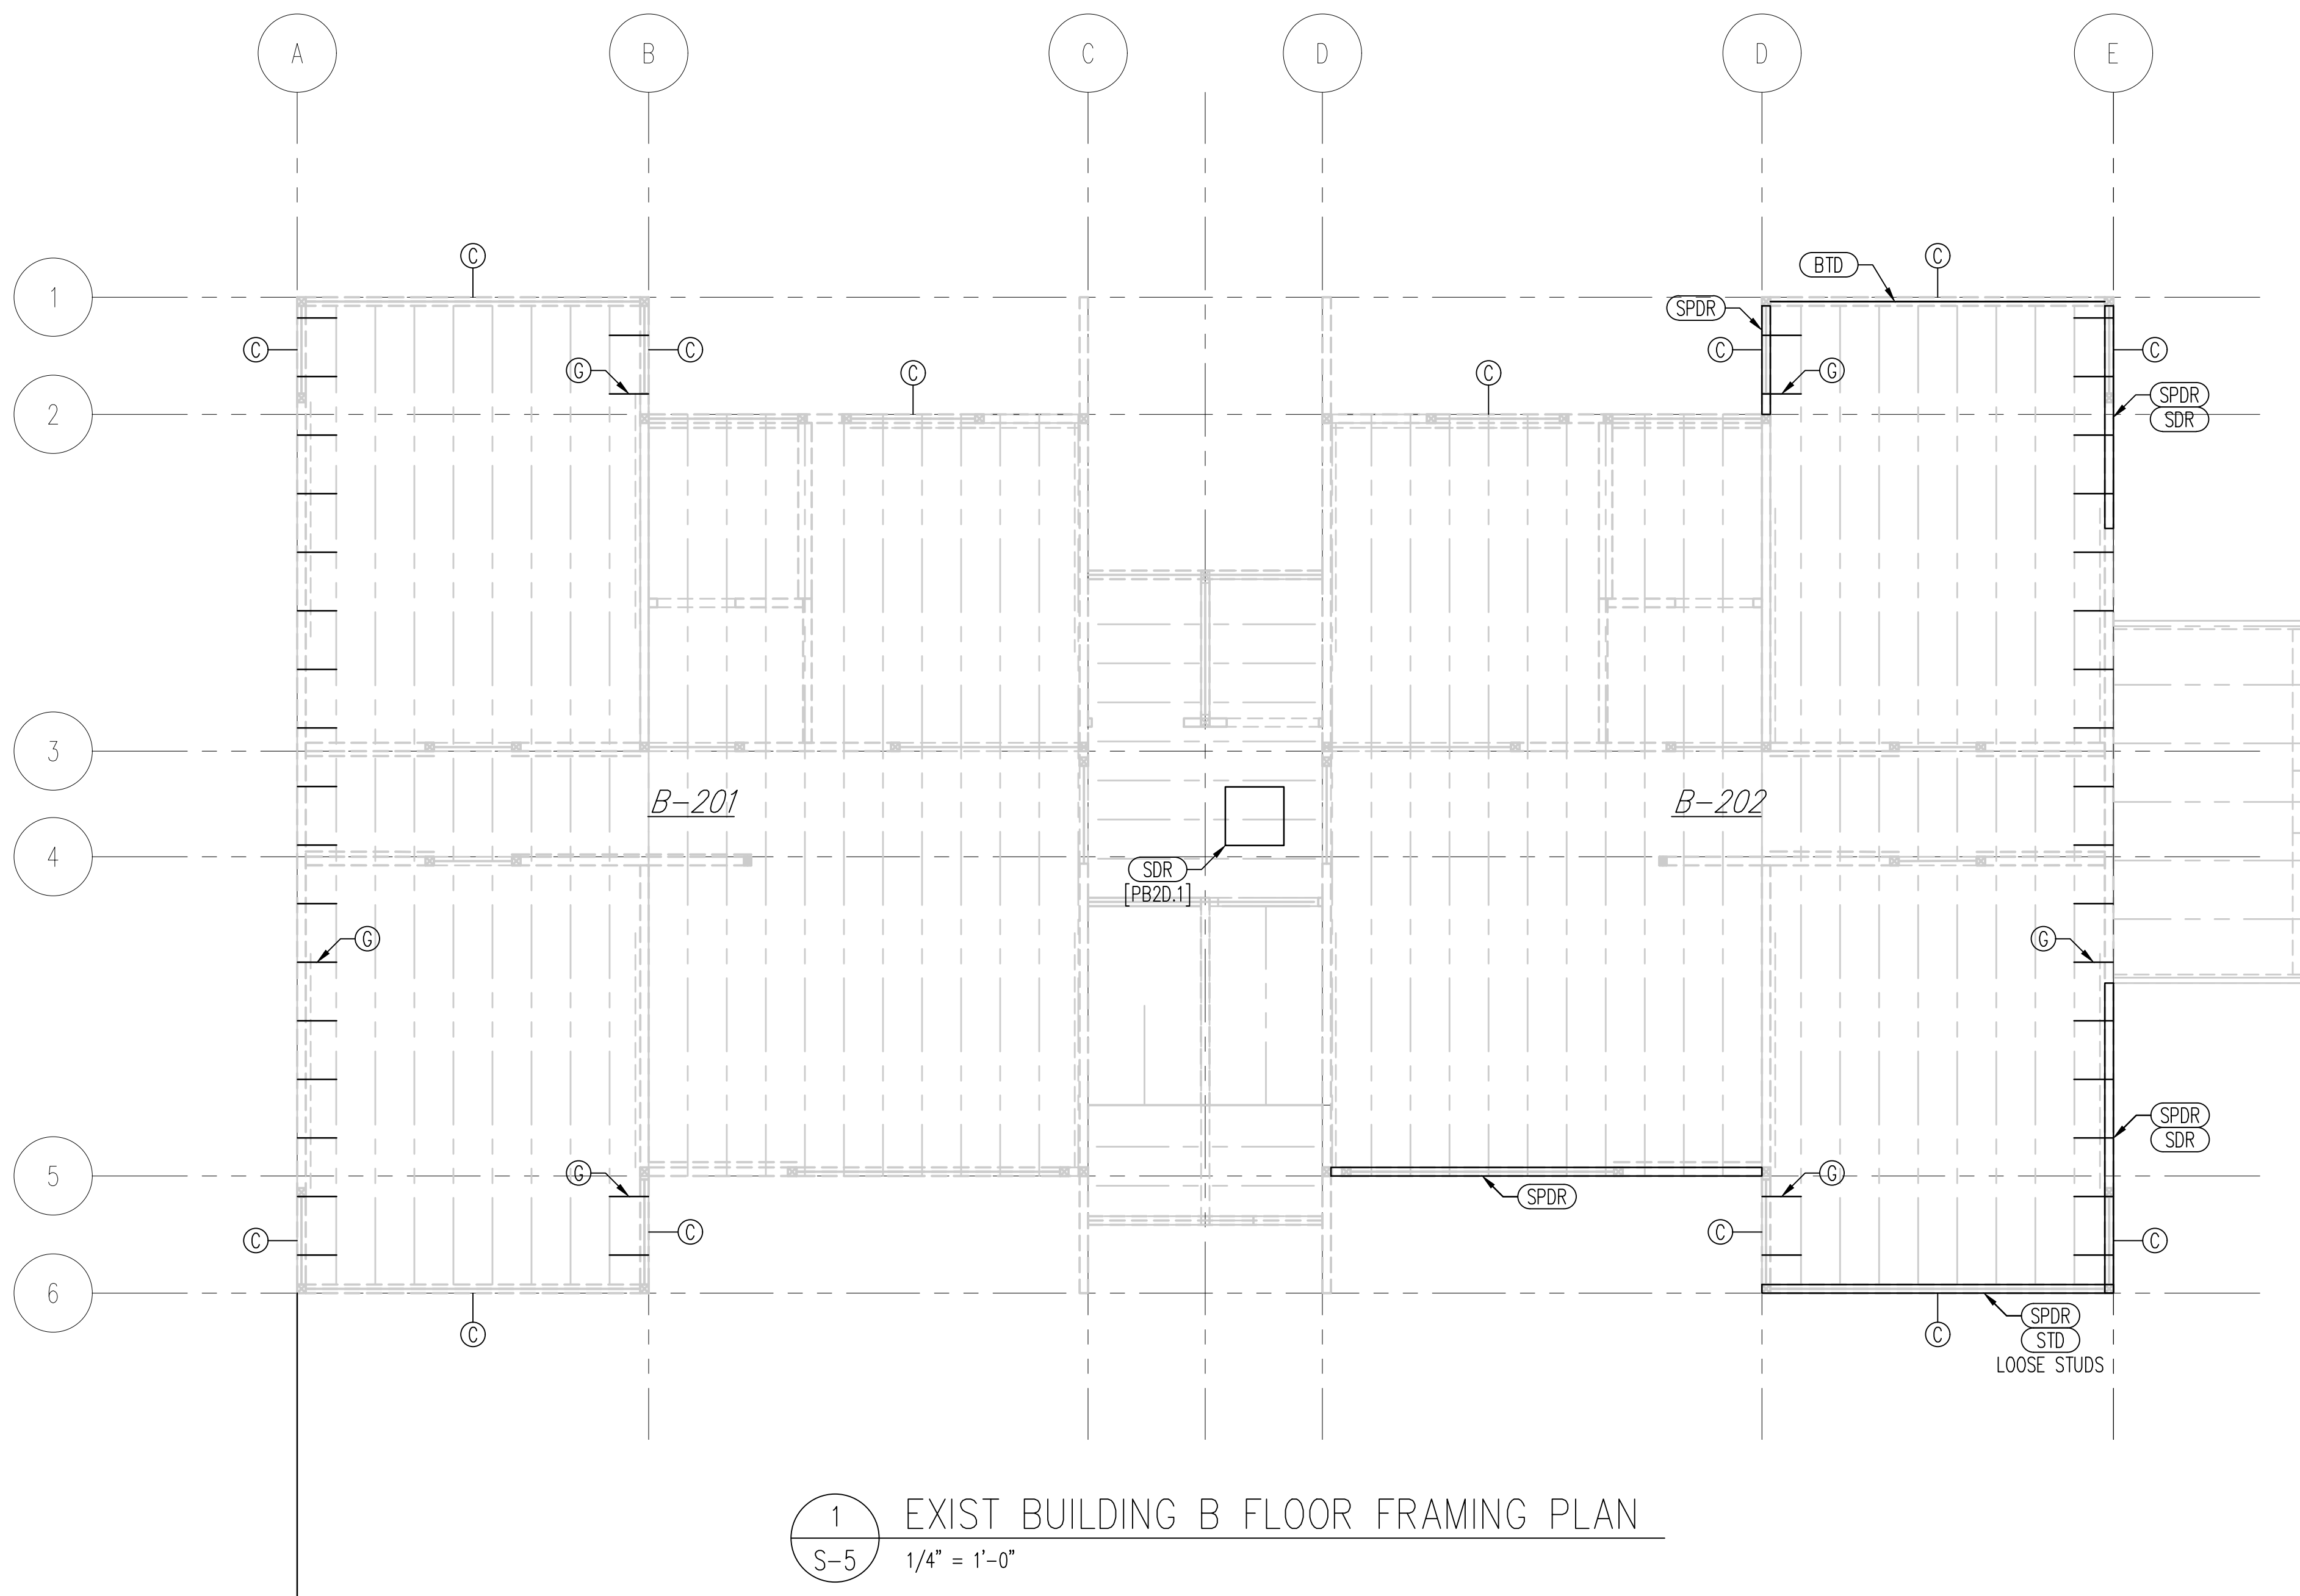 A B C D D E
C C
BTD
1
SPDR
C C C C
G C C G
SPDR
2
SDR
3
B-201 B-202
4
SDR
[PB2D.1]
G G
SPDR
SDR
5
G G
SPDR
C C
C C
6
SPDR
C C
STD
LOOSE STUDS
1
EXIST BUILDING B FLOOR FRAMING PLAN
S-5
1/4" = 1'-0"